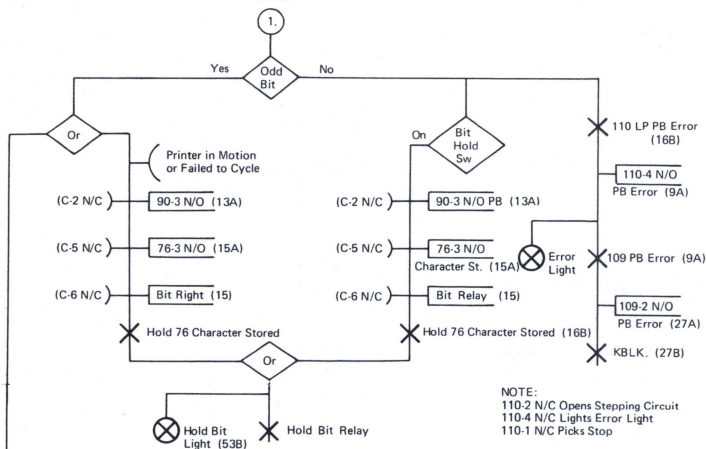 1.
Yes
Odd
Bit
No
Or
Printer in Motion
or Failed to Cycle
(C-2 N/C)
90-3 N/O (13A)
(C-5 N/C)
76-3 N/O (15A)
(C-6 N/C)
Bit Right (15)
Hold 76 Character Stored
On
Bit
Hold
Sw
(C-2 N/C)
90-3 N/O PB (13A)
(C-5 N/C)
76-3 N/O
Character St. (15A)
(C-6 N/C)
Bit Relay (15)
Hold 76 Character Stored (16B)
Or
Hold Bit
Light (53B)
Hold Bit Relay
110 LP PB Error
(16B)
110-4 N/O
PB Error (9A)
Error
Light
109 PB Error (9A)
109-2 N/O
PB Error (27A)
KBLK. (27B)
NOTE:
110-2 N/C Opens Stepping Circuit
110-4 N/C Lights Error Light
110-1 N/C Picks Stop